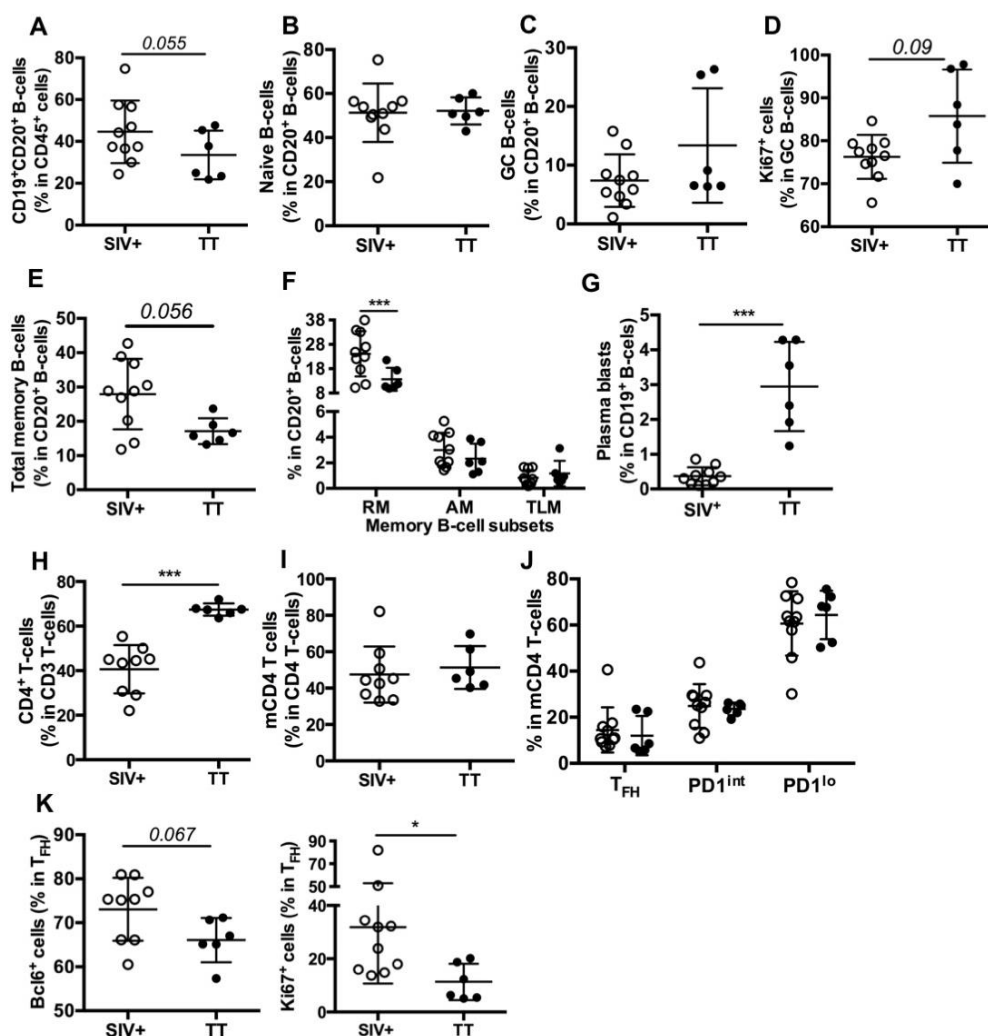 A
CD19⁺CD20⁺ B-cells
(% in CD45⁺ cells)
80
60
40
20
0
0.055
SIV+
TT
B
Naive B-cells
(% in CD20⁺ B-cells)
100
80
60
40
20
0
SIV+
TT
C
GC B-cells
(% in CD20⁺ B-cells)
30
20
10
0
SIV+
TT
D
Ki67⁺ cells
(% in GC B-cells)
100
90
80
70
60
0.09
SIV+
TT
E
Total memory B-cells
(% in CD20⁺ B-cells)
50
40
30
20
10
0
0.056
SIV+
TT
F
% in CD20⁺ B-cells
38
28
18
8
6
4
2
0
***
RM
AM
TLM
Memory B-cell subsets
G
Plasma blasts
(% in CD19⁺ B-cells)
5
4
3
2
1
0
***
SIV⁺
TT
H
CD4⁺ T-cells
(% in CD3 T-cells)
80
60
40
20
0
***
SIV+
TT
I
mCD4 T cells
(% in CD4 T-cells)
100
80
60
40
20
0
SIV+
TT
J
% in mCD4 T-cells
80
60
40
20
0
T_FH
PD1^int
PD1^lo
K
Bcl6⁺ cells (% in T_FH)
90
80
70
60
50
0.067
SIV+
TT
Ki67⁺ cells (% in T_FH)
90
70
50
40
20
0
*
SIV+
TT